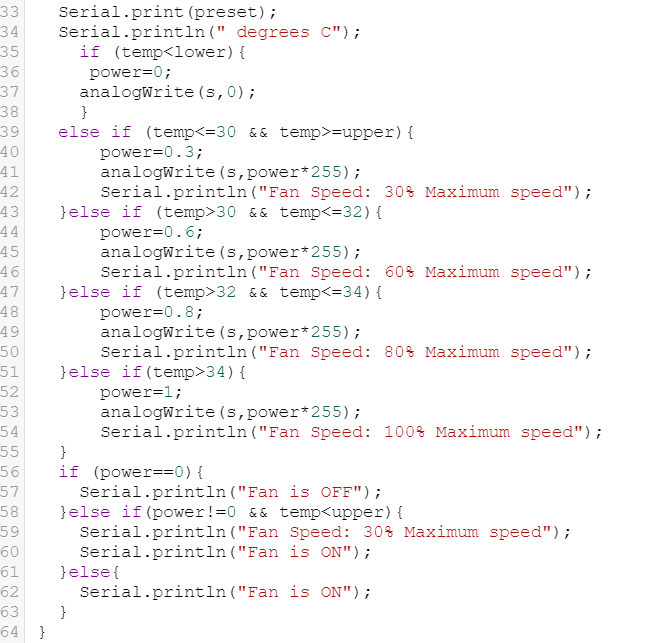 33 Serial.print(preset);
34 Serial.println(" degrees C");
35 if (temp<lower){
36 power=0;
37 analogWrite(s,0);
38 }
39 else if (temp<=30 && temp>=upper){
40 power=0.3;
41 analogWrite(s,power*255);
42 Serial.println("Fan Speed: 30% Maximum speed");
43 }else if (temp>30 && temp<=32){
44 power=0.6;
45 analogWrite(s,power*255);
46 Serial.println("Fan Speed: 60% Maximum speed");
47 }else if (temp>32 && temp<=34){
48 power=0.8;
49 analogWrite(s,power*255);
50 Serial.println("Fan Speed: 80% Maximum speed");
51 }else if(temp>34){
52 power=1;
53 analogWrite(s,power*255);
54 Serial.println("Fan Speed: 100% Maximum speed");
55 }
56 if (power==0){
57 Serial.println("Fan is OFF");
58 }else if(power!=0 && temp<upper){
59 Serial.println("Fan Speed: 30% Maximum speed");
60 Serial.println("Fan is ON");
61 }else{
62 Serial.println("Fan is ON");
63 }
64 }